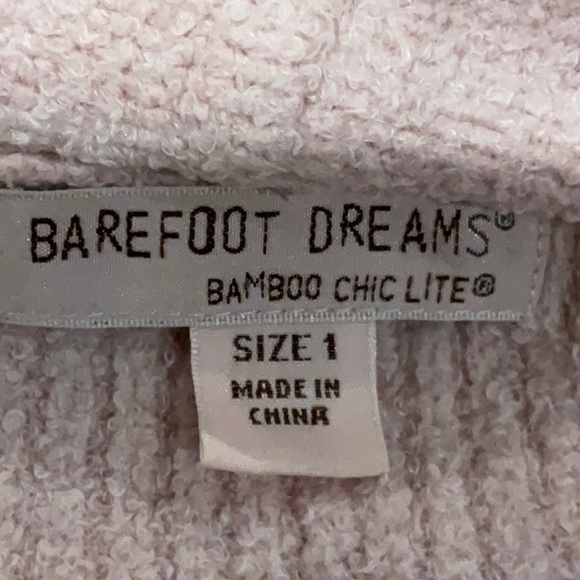 BAREFOOT DREAMS®
BAMBOO CHIC LITE®
SIZE 1
MADE IN
CHINA